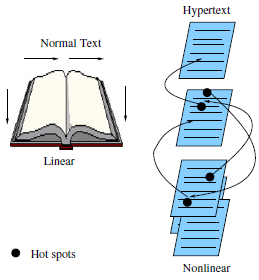 Hypertext
Normal Text
Linear
Hot spots
Nonlinear